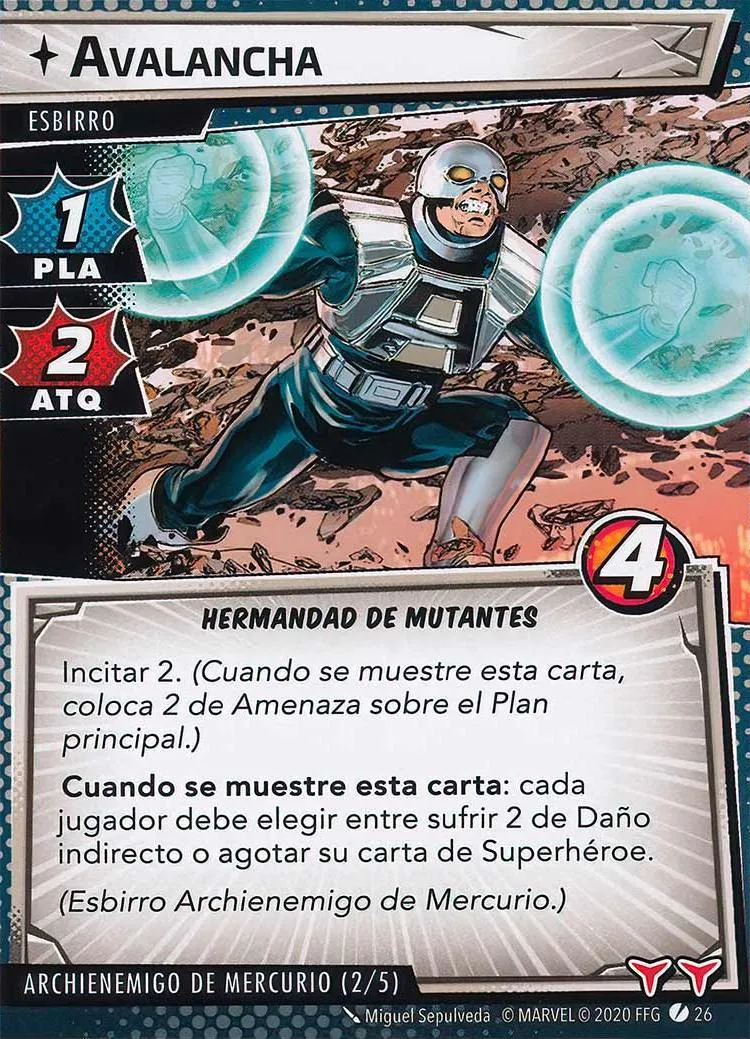 AVALANCHA
ESBIRRO
1
PLA
2
ATQ
4
HERMANDAD DE MUTANTES
Incitar 2. (Cuando se muestre esta carta,
coloca 2 de Amenaza sobre el Plan
principal.)
Cuando se muestre esta carta: cada
jugador debe elegir entre sufrir 2 de Daño
indirecto o agotar su carta de Superhéroe.
(Esbirro Archienemigo de Mercurio.)
ARCHIENEMIGO DE MERCURIO (2/5)
Miguel Sepulveda © MARVEL © 2020 FFG 26